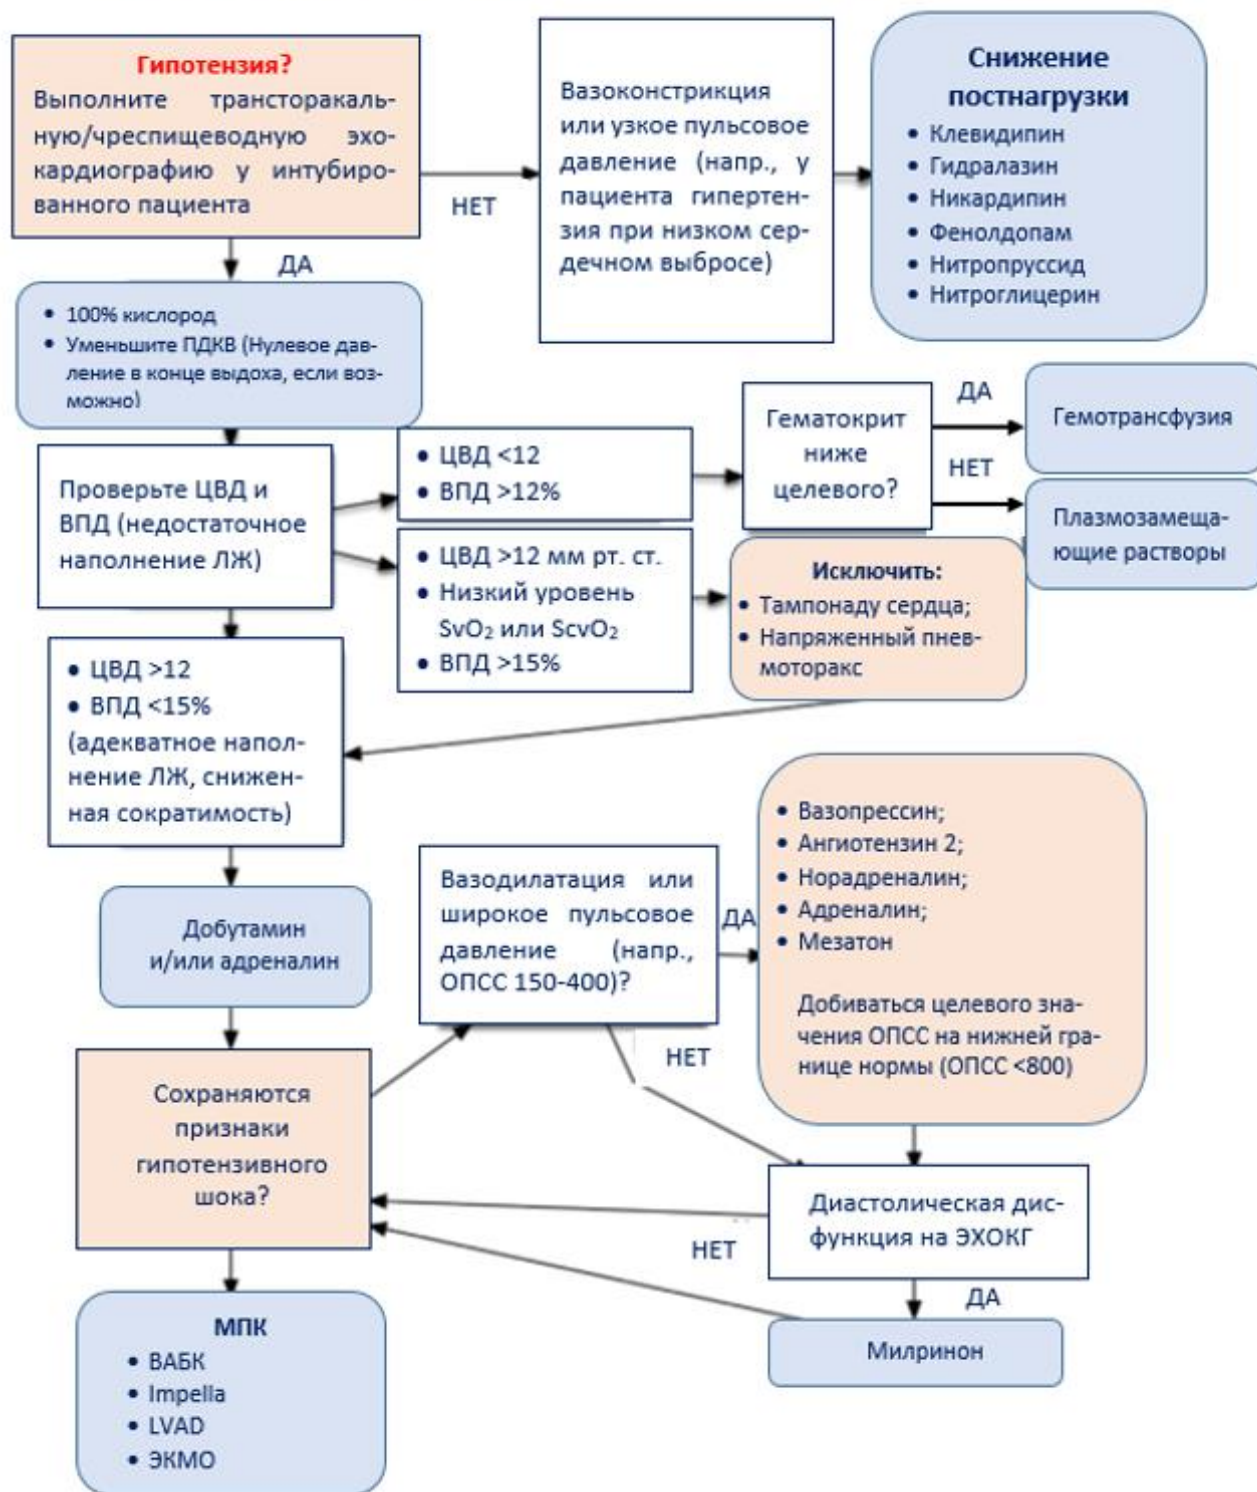 Гипотензия?
Выполните трансторакаль-
ную/чреспищеводную эхо-
кардиографию у интубиро-
ванного пациента
НЕТ
Вазоконстрикция
или узкое пульсовое
давление (напр., у
пациента гипертен-
зия при низком сер-
дечном выбросе)
Снижение
постнагрузки
• Клевидипин
• Гидралазин
• Никардипин
• Фенолдопам
• Нитропруссид
• Нитроглицерин
ДА
• 100% кислород
• Уменьшите ПДКВ (Нулевое дав-
ление в конце выдоха, если воз-
можно)
Проверьте ЦВД и
ВПД (недостаточное
наполнение ЛЖ)
• ЦВД <12
• ВПД >12%
Гематокрит
ниже
целевого?
ДА
Гемотрансфузия
НЕТ
Плазмозамеща-
ющие растворы
• ЦВД >12 мм рт. ст.
• Низкий уровень
SvO₂ или ScvO₂
• ВПД >15%
Исключить:
• Тампонаду сердца;
• Напряженный пнев-
моторакс
• ЦВД >12
• ВПД <15%
(адекватное напол-
нение ЛЖ, снижен-
ная сократимость)
Добутамин
и/или адреналин
Вазодилатация или
широкое пульсовое
давление (напр.,
ОПСС 150-400)?
ДА
• Вазопрессин;
• Ангиотензин 2;
• Норадреналин;
• Адреналин;
• Мезатон
Добиваться целевого зна-
чения ОПСС на нижней гра-
нице нормы (ОПСС <800)
НЕТ
Сохраняются
признаки
гипотензивного
шока?
Диастолическая дис-
функция на ЭХОКГ
НЕТ
ДА
Милринон
МПК
• ВАБК
• Impella
• LVAD
• ЭКМО